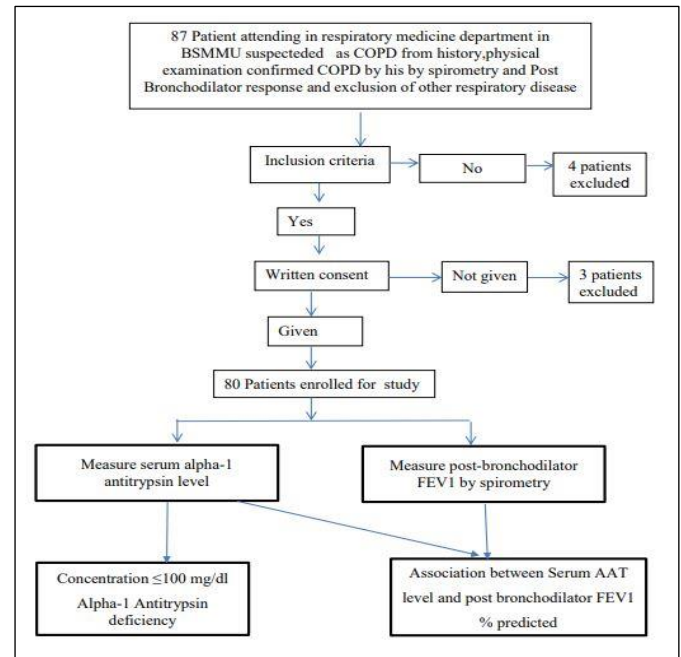 87 Patient attending in respiratory medicine department in
BSMMU suspecteded as COPD from history,physical
examination confirmed COPD by his by spirometry and Post
Bronchodilator response and exclusion of other respiratory disease
Inclusion criteria
No
4 patients
excluded
Yes
Written consent
Not given
3 patients
excluded
Given
80 Patients enrolled for study
Measure serum alpha-1
antitrypsin level
Measure post-bronchodilator
FEV1 by spirometry
Concentration ≤100 mg/dl
Alpha-1 Antitrypsin
deficiency
Association between Serum AAT
level and post bronchodilator FEV1
% predicted